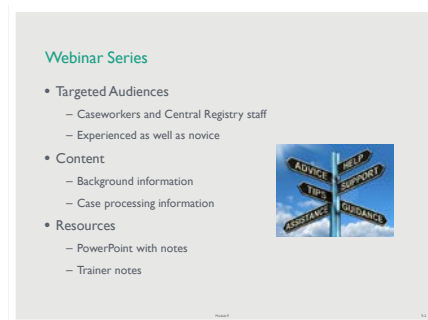 Webinar Series
• Targeted Audiences
– Caseworkers and Central Registry staff
– Experienced as well as novice
• Content
– Background information
– Case processing information
• Resources
– PowerPoint with notes
– Trainer notes
ADVICE
HELP
TIPS
SUPPORT
ASSISTANCE
GUIDANCE